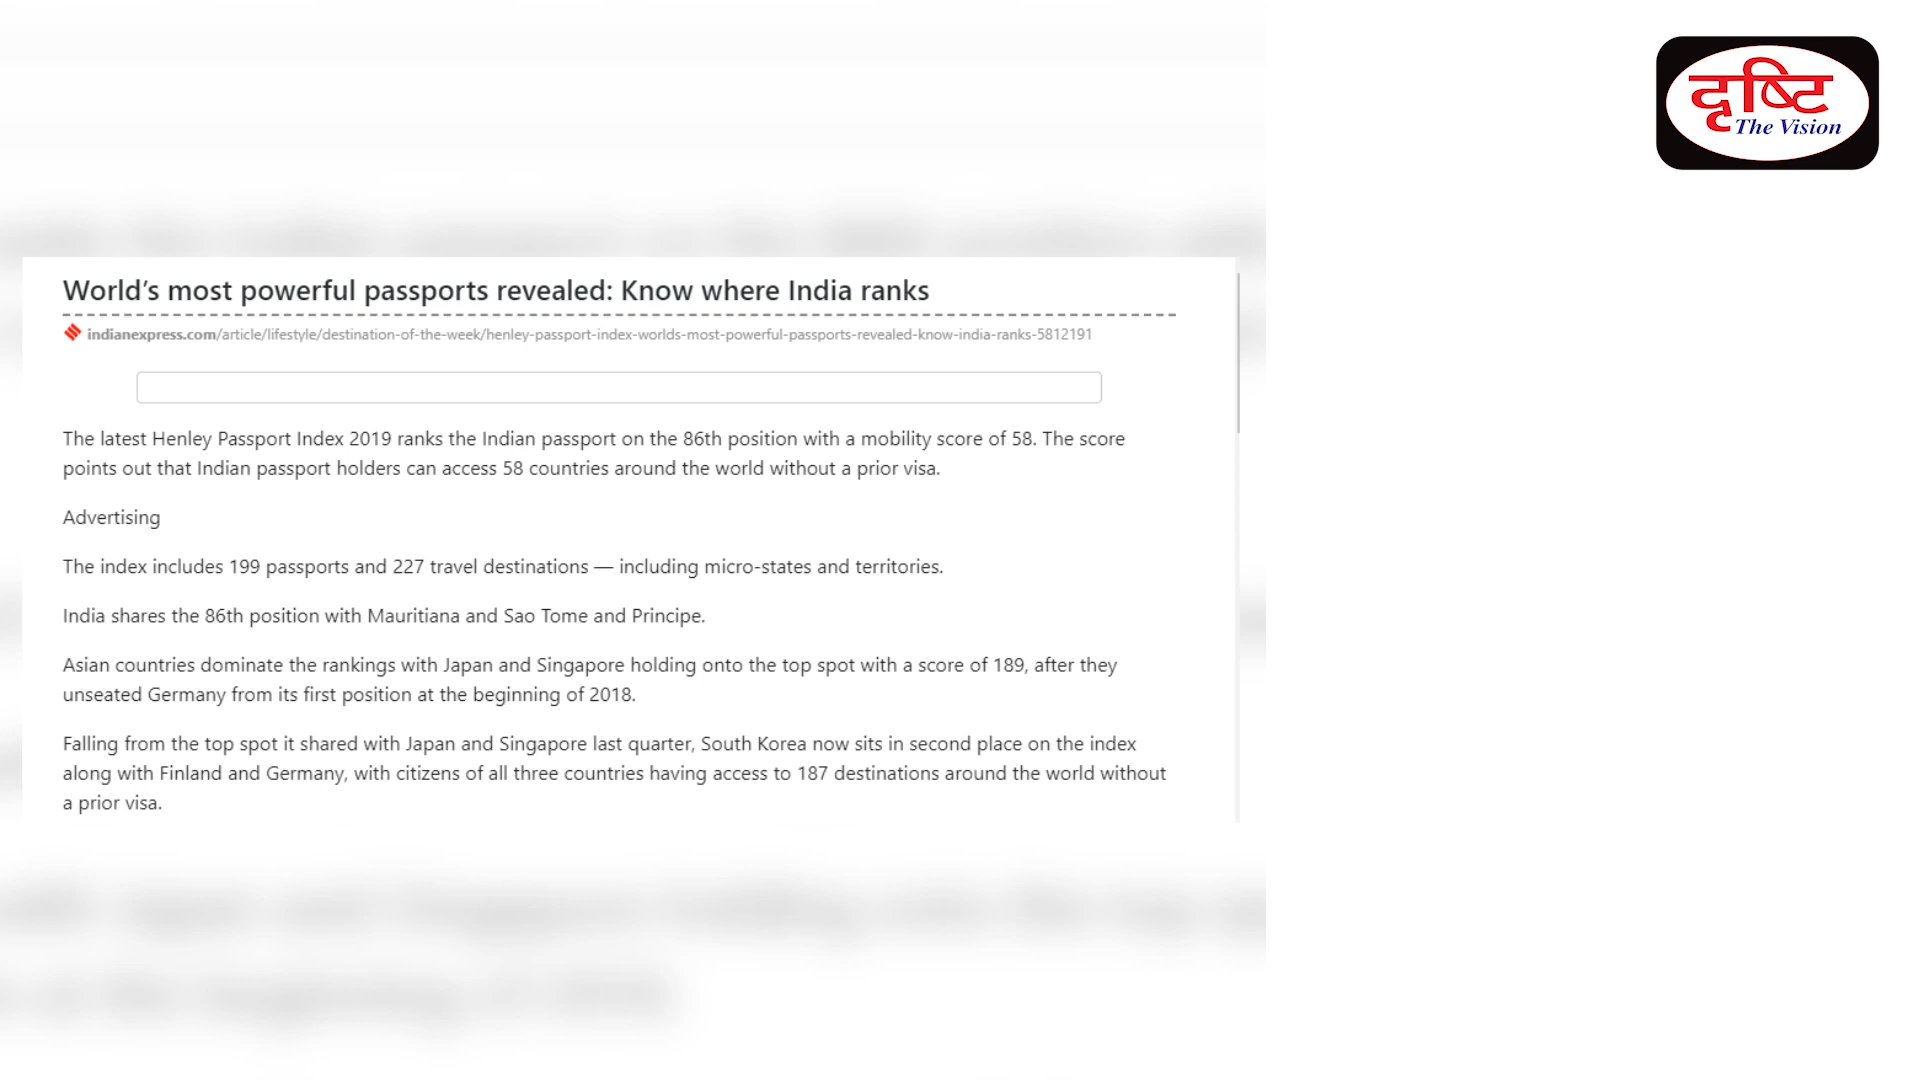 दृष्टि
The Vision
World’s most powerful passports revealed: Know where India ranks
indianexpress.com/article/lifestyle/destination-of-the-week/henley-passport-index-worlds-most-powerful-passports-revealed-know-india-ranks-5812191
The latest Henley Passport Index 2019 ranks the Indian passport on the 86th position with a mobility score of 58. The score
points out that Indian passport holders can access 58 countries around the world without a prior visa.
Advertising
The index includes 199 passports and 227 travel destinations — including micro-states and territories.
India shares the 86th position with Mauritiana and Sao Tome and Principe.
Asian countries dominate the rankings with Japan and Singapore holding onto the top spot with a score of 189, after they
unseated Germany from its first position at the beginning of 2018.
Falling from the top spot it shared with Japan and Singapore last quarter, South Korea now sits in second place on the index
along with Finland and Germany, with citizens of all three countries having access to 187 destinations around the world without
a prior visa.